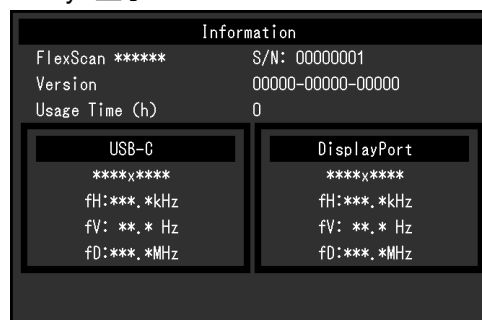 Information
FlexScan ******
S/N: 00000001
Version
00000-00000-00000
Usage Time (h)
0
USB-C
****x****
fH:***.*kHz
fV: **.* Hz
fD:***.*MHz
DisplayPort
****x****
fH:***.*kHz
fV: **.* Hz
fD:***.*MHz